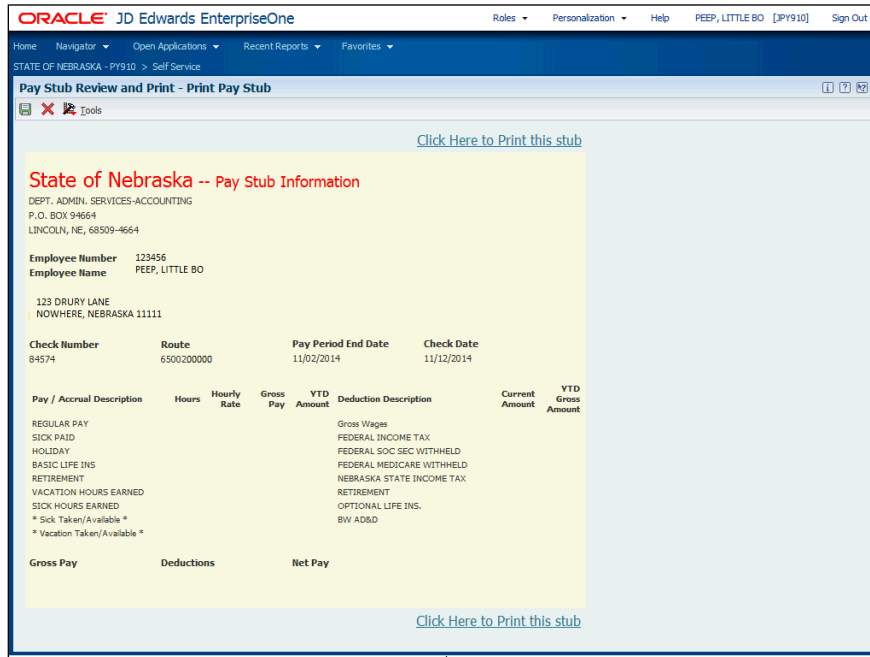 ORACLE JD Edwards EnterpriseOne Roles Personalization Help PEEP, LITTLE BO [JPY910] Sign Out
Home Navigator Open Applications Recent Reports Favorites
STATE OF NEBRASKA - PY910 > Self Service
Pay Stub Review and Print - Print Pay Stub
Tools
Click Here to Print this stub
State of Nebraska -- Pay Stub Information
DEPT. ADMIN. SERVICES-ACCOUNTING
P.O. BOX 94664
LINCOLN, NE, 68509-4664
Employee Number 123456
Employee Name PEEP, LITTLE BO
123 DRURY LANE
NOWHERE, NEBRASKA 11111
Check Number Route Pay Period End Date Check Date
84574 6500200000 11/02/2014 11/12/2014
Pay / Accrual Description Hours Hourly Rate Gross Pay YTD Amount Deduction Description Current Amount YTD Gross Amount
REGULAR PAY Gross Wages
SICK PAID FEDERAL INCOME TAX
HOLIDAY FEDERAL SOC SEC WITHHELD
BASIC LIFE INS FEDERAL MEDICARE WITHHELD
RETIREMENT NEBRASKA STATE INCOME TAX
VACATION HOURS EARNED RETIREMENT
SICK HOURS EARNED OPTIONAL LIFE INS.
* Sick Taken/Available * BW AD&D
* Vacation Taken/Available *
Gross Pay Deductions Net Pay
Click Here to Print this stub